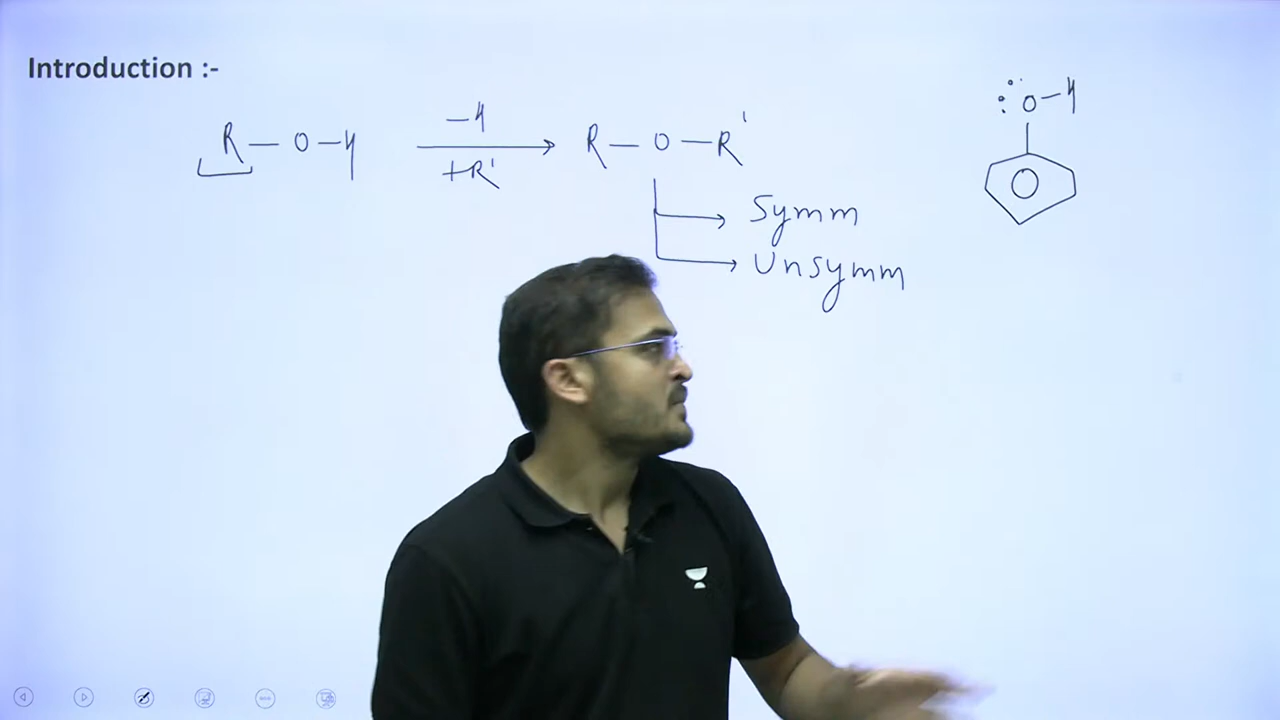 Introduction :-
R — O — H
— H
+ R'
R — O — R'
Symm
Unsymm
:Ö — H